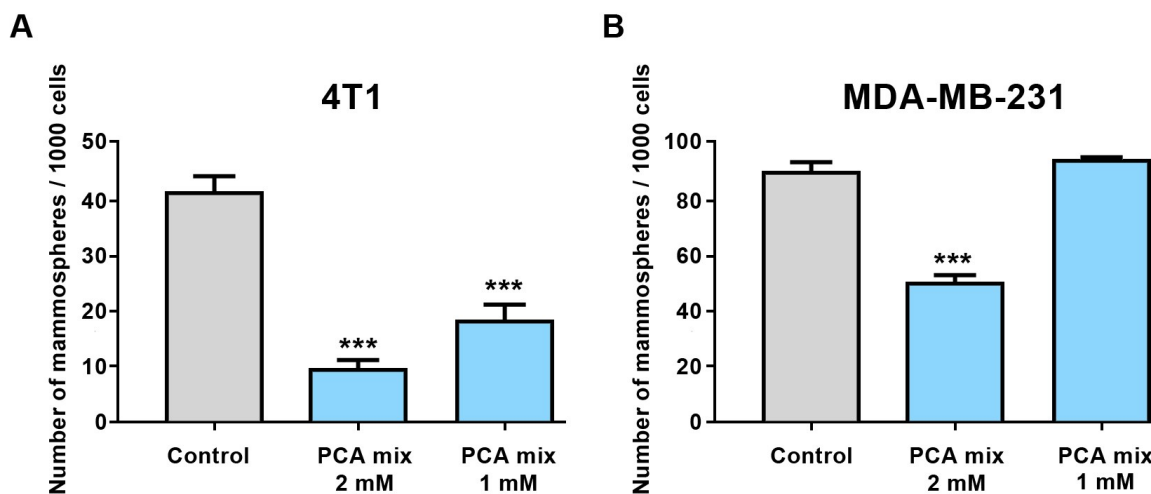 A
4T1
Number of mammospheres / 1000 cells
50
40
30
20
10
0
***
***
Control
PCA mix
2 mM
PCA mix
1 mM
B
MDA-MB-231
Number of mammospheres / 1000 cells
100
80
60
40
20
0
***
Control
PCA mix
2 mM
PCA mix
1 mM